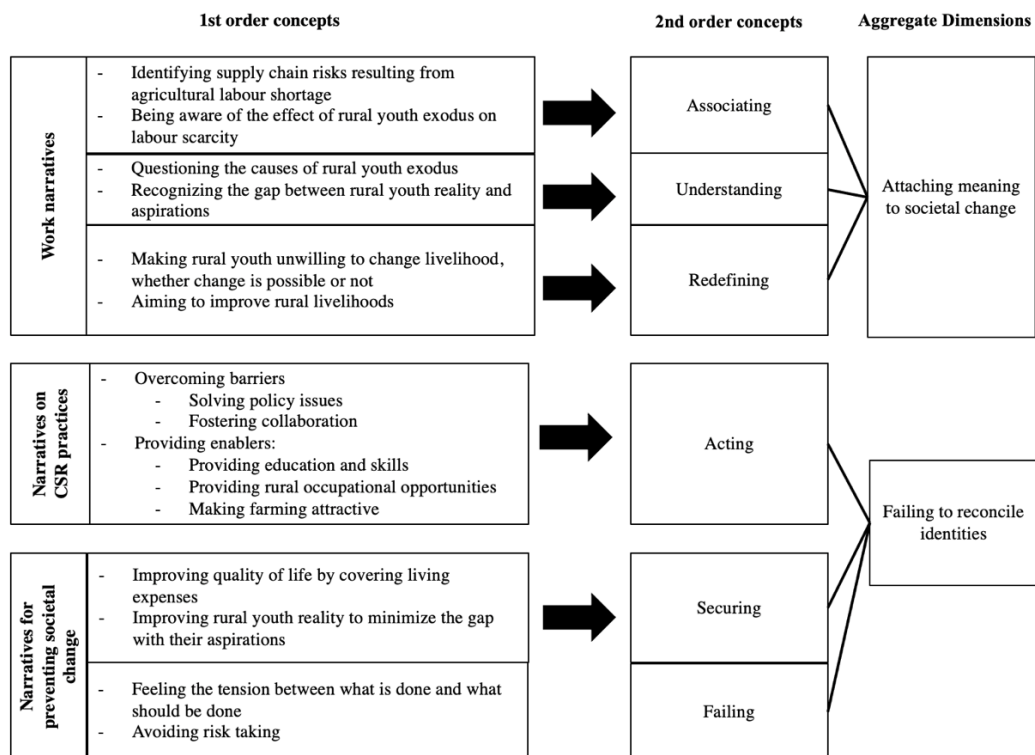 1st order concepts
2nd order concepts
Aggregate Dimensions
Work narratives
- Identifying supply chain risks resulting from
agricultural labour shortage
- Being aware of the effect of rural youth exodus on
labour scarcity
Associating
- Questioning the causes of rural youth exodus
- Recognizing the gap between rural youth reality and
aspirations
Understanding
- Making rural youth unwilling to change livelihood,
whether change is possible or not
- Aiming to improve rural livelihoods
Redefining
Attaching meaning
to societal change
Narratives on
CSR practices
- Overcoming barriers
- Solving policy issues
- Fostering collaboration
- Providing enablers:
- Providing education and skills
- Providing rural occupational opportunities
- Making farming attractive
Acting
Narratives for
preventing societal
change
- Improving quality of life by covering living
expenses
- Improving rural youth reality to minimize the gap
with their aspirations
Securing
- Feeling the tension between what is done and what
should be done
- Avoiding risk taking
Failing
Failing to reconcile
identities